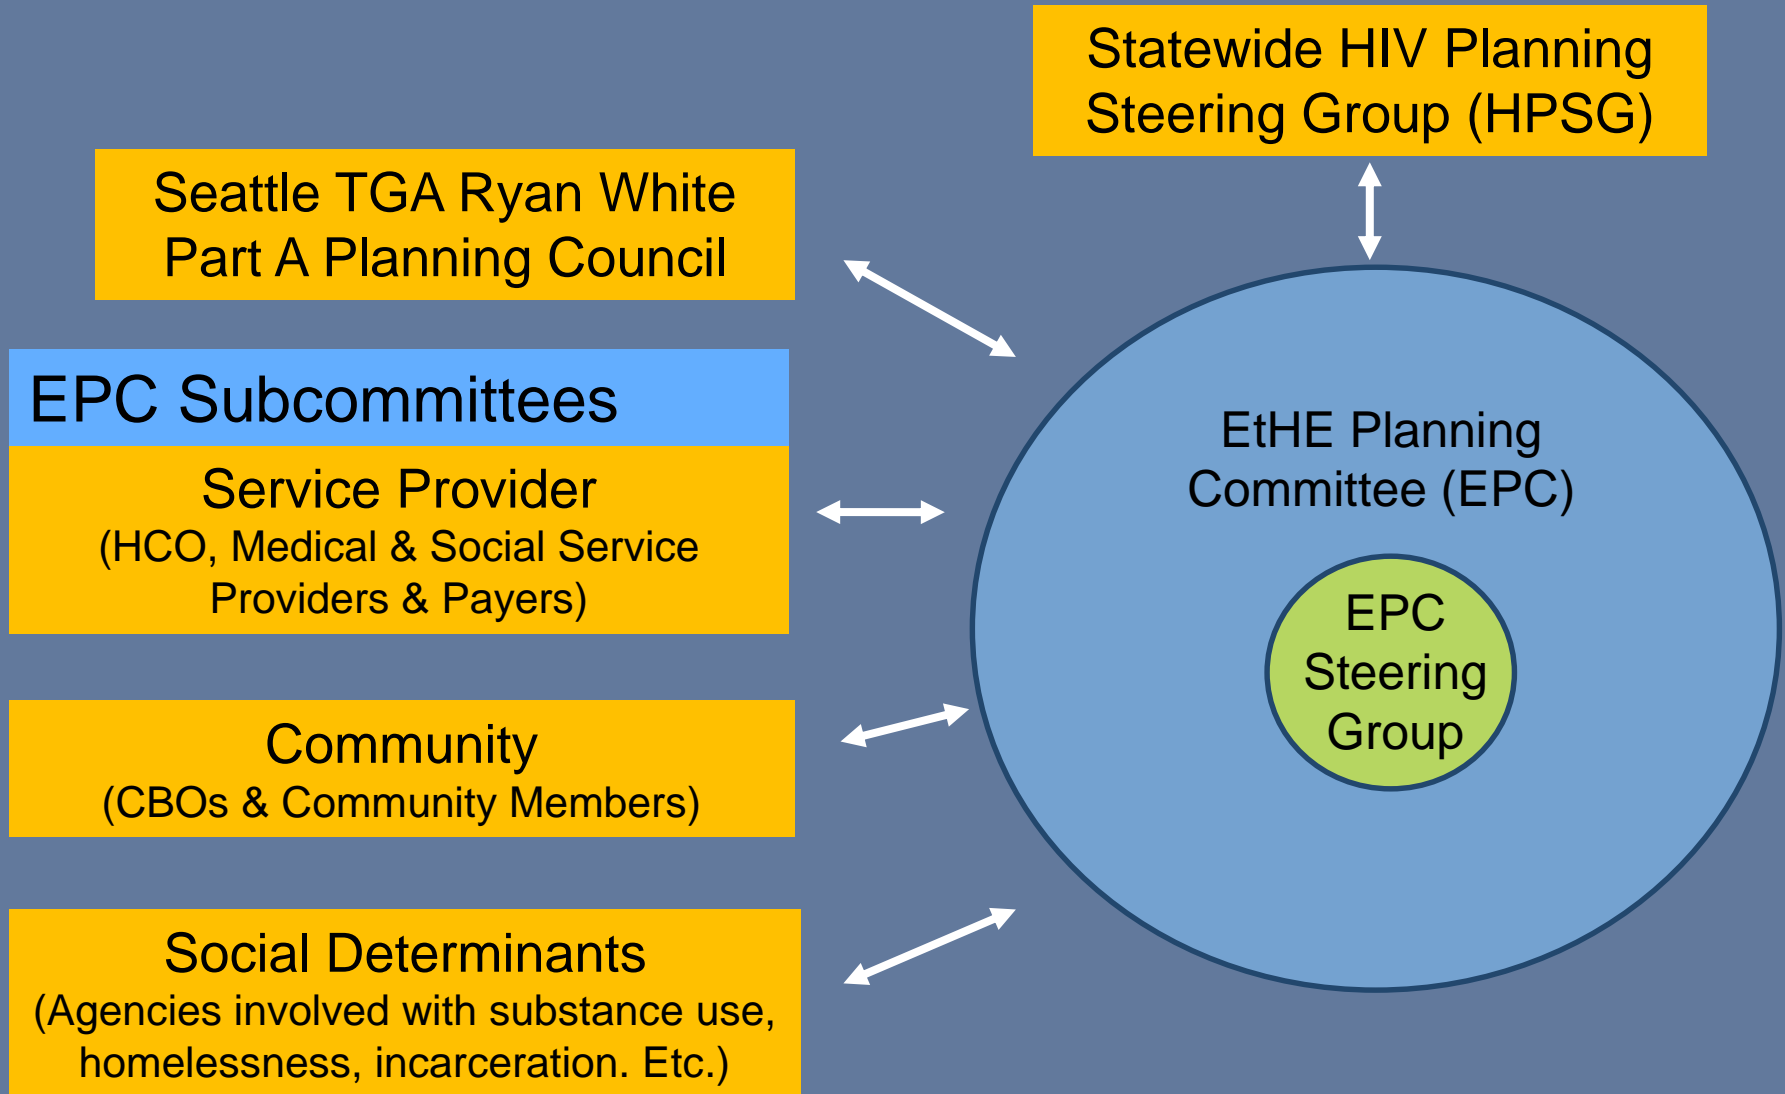 Statewide HIV Planning
Steering Group (HPSG)
Seattle TGA Ryan White
Part A Planning Council
EPC Subcommittees
Service Provider
(HCO, Medical & Social Service
Providers & Payers)
Community
(CBOs & Community Members)
Social Determinants
(Agencies involved with substance use,
homelessness, incarceration. Etc.)
EtHE Planning
Committee (EPC)
EPC
Steering
Group